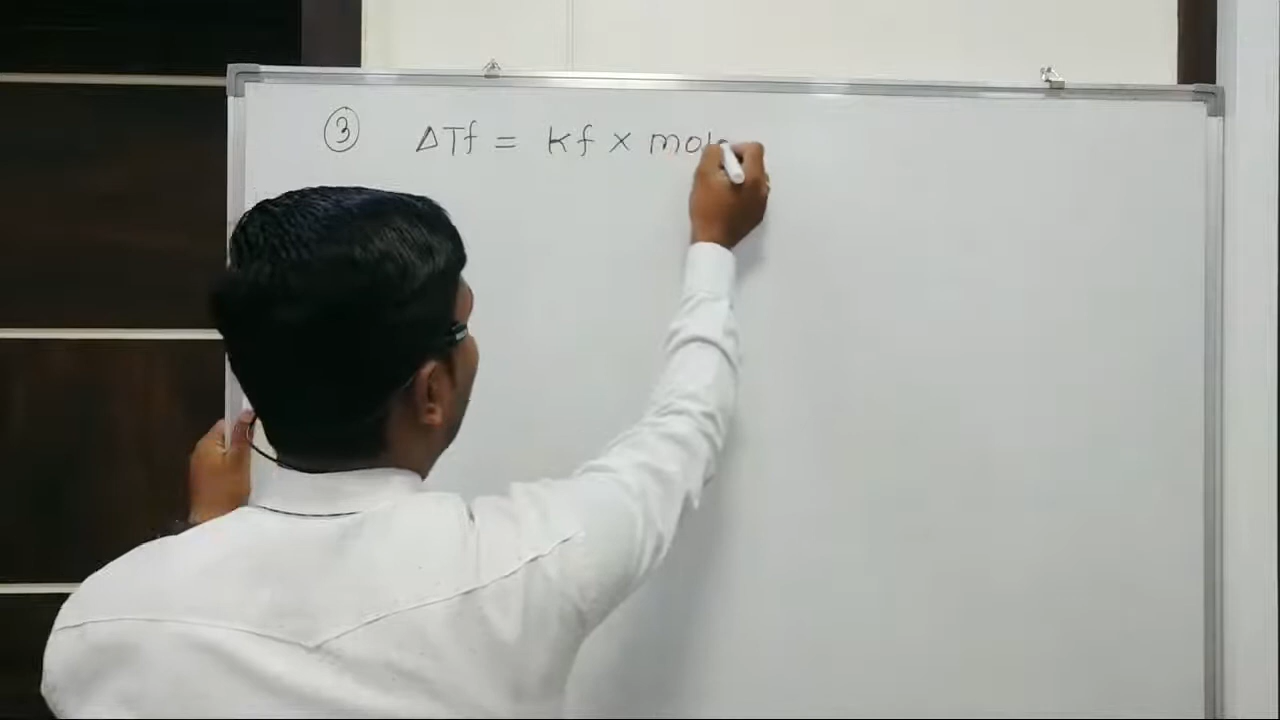 ③ ΔTf = kf × mol